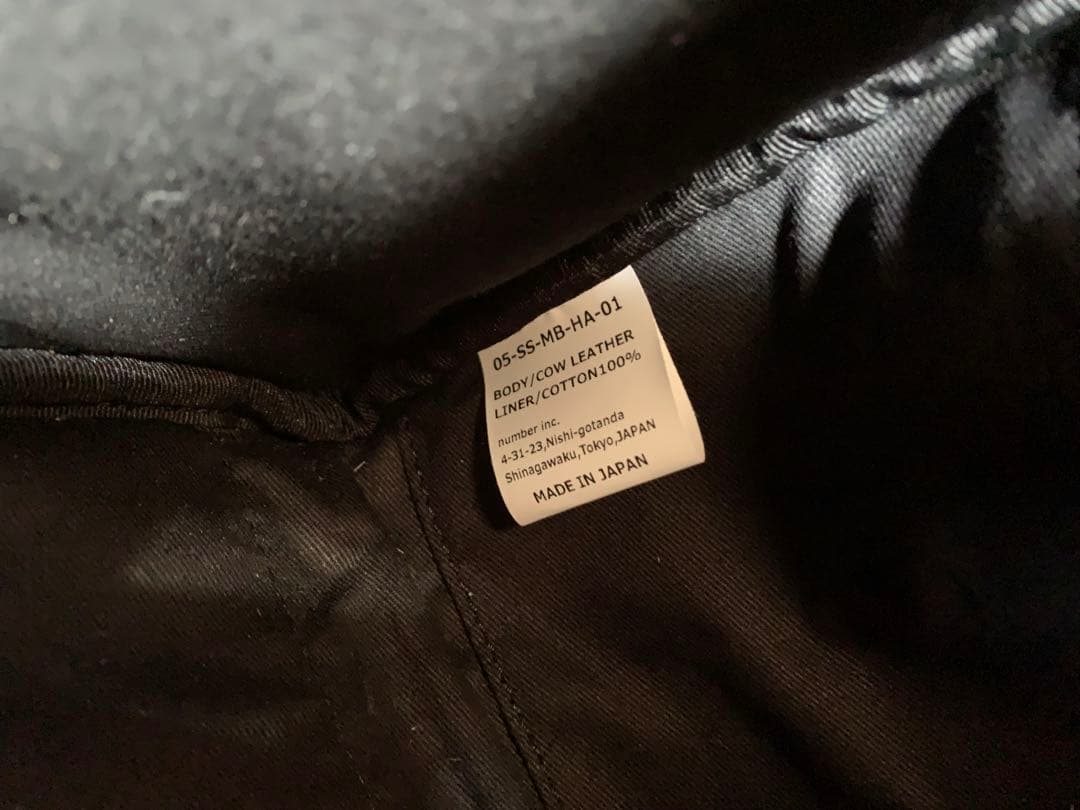 05-SS-MB-HA-01
BODY/COW LEATHER
LINER/COTTON100%
number inc.
4-31-23,Nishi-gotanda
Shinagawaku,Tokyo,JAPAN
MADE IN JAPAN